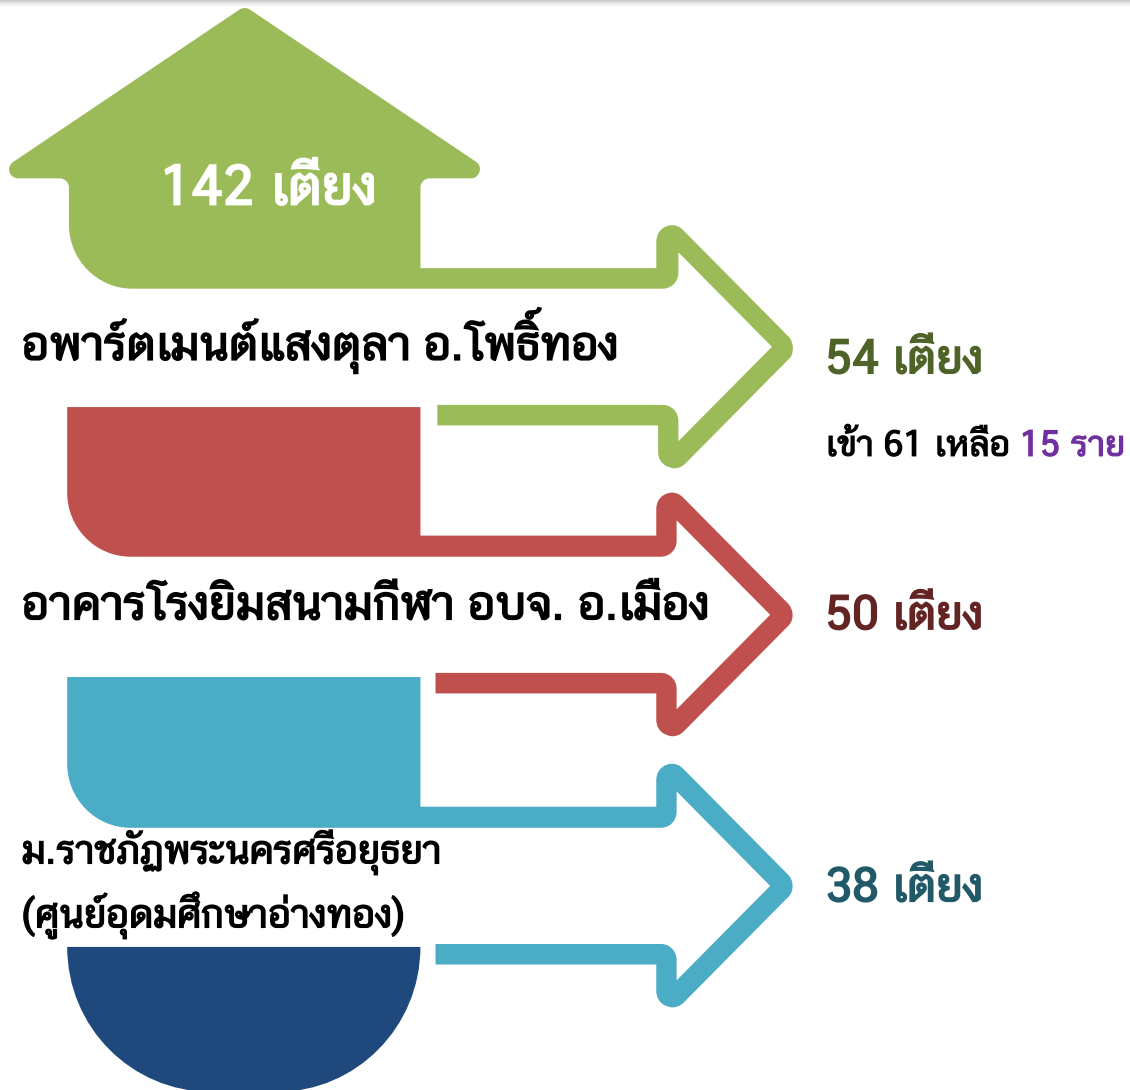 142 เตียง
อพาร์ตเมนต์แสงตุลา อ.โพธิ์ทอง
54 เตียง
เข้า 61 เหลือ 15 ราย
อาคารโรงยิมสนามกีฬา อบจ. อ.เมือง
50 เตียง
ม.ราชภัฏพระนครศรีอยุธยา
(ศูนย์อุดมศึกษาอ่างทอง)
38 เตียง